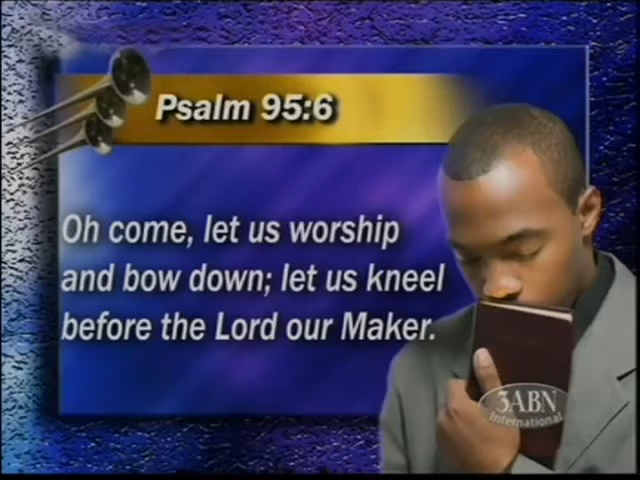 Psalm 95:6
Oh come, let us worship
and bow down; let us kneel
before the Lord our Maker.
3ABN
International